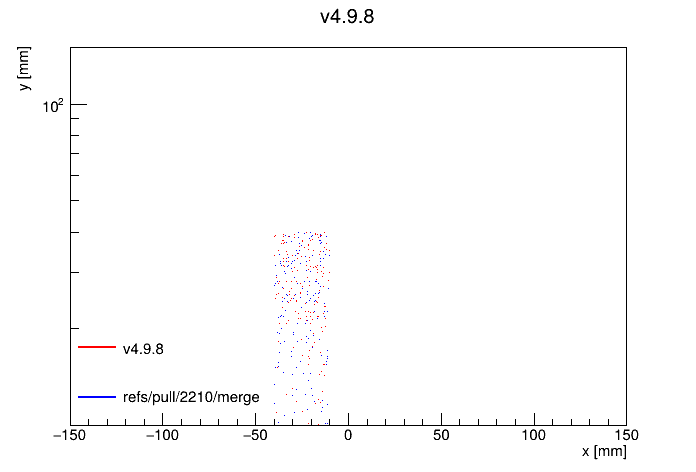 v4.9.8
y [mm]
10²
v4.9.8
refs/pull/2210/merge
−150 −100 −50 0 50 100 150
x [mm]